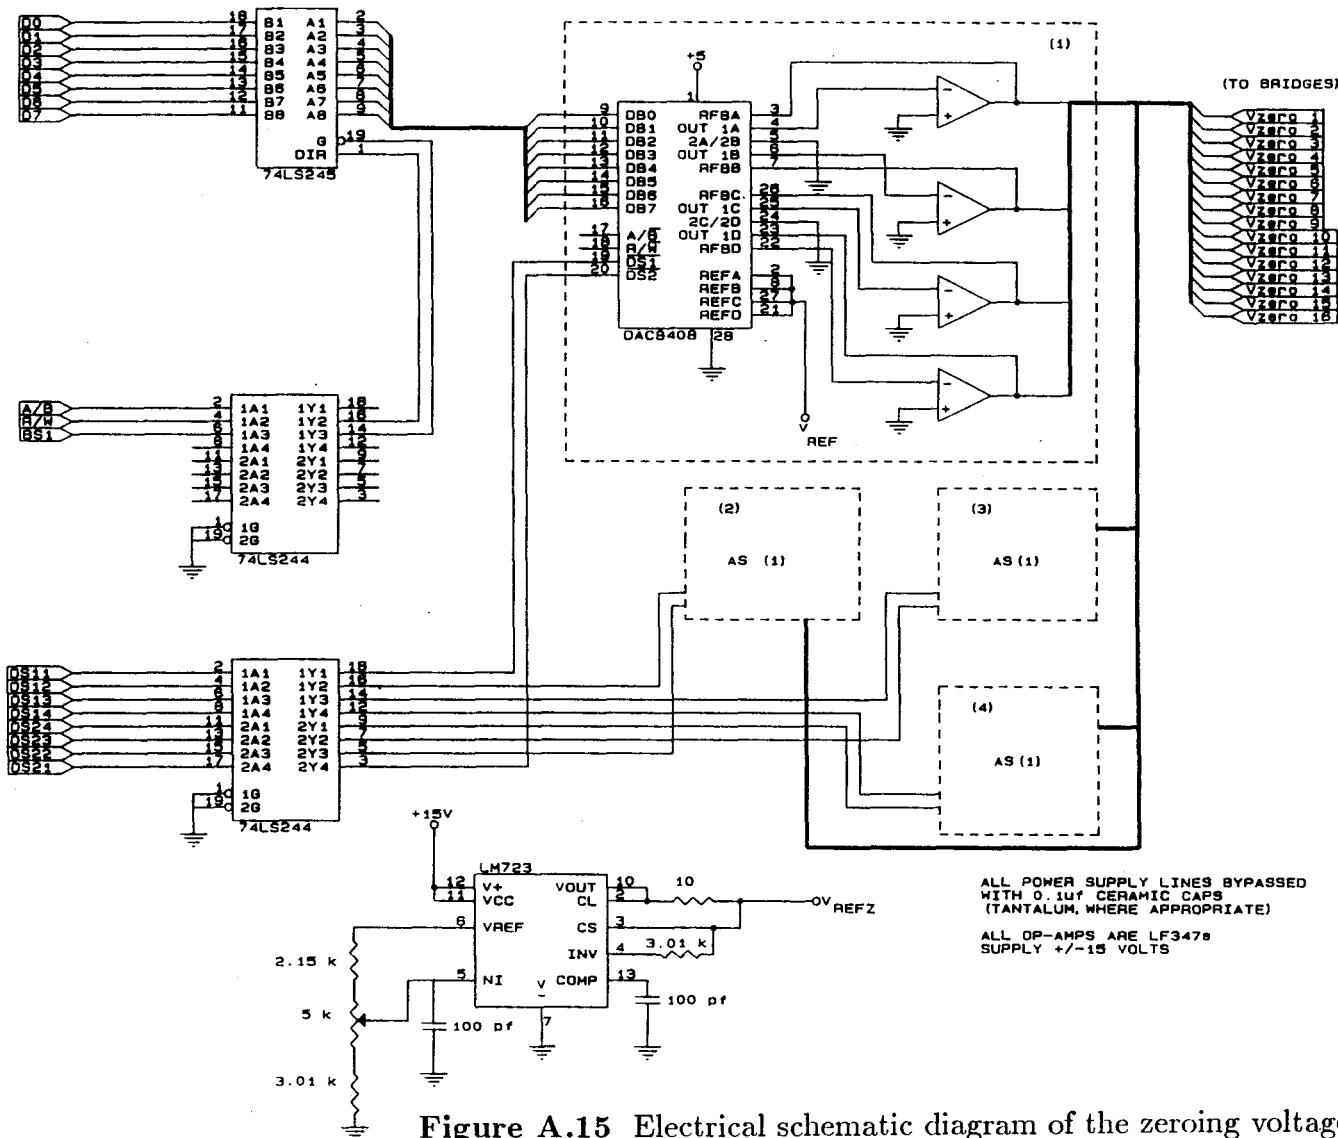 D0
D1
D2
D3
D4
D5
D6
D7
18
17
16
15
14
13
12
11
B1 A1
B2 A2
B3 A3
B4 A4
B5 A5
B6 A6
B7 A7
B8 A8
G
DIR
2
3
4
5
6
7
8
9
19
1
74LS245
(1)
+5
1
9
10
11
12
13
14
15
16
DB0 RFBA
DB1 OUT 1A
DB2 2A/2B
DB3 OUT 1B
DB4 RFBB
DB5
DB6 RFBC
DB7 OUT 1C
2C/2D
A/B OUT 1D
R/W RFBD
DS1
DS2 REFA
REFB
REFC
REFD
17
18
19
20
3
4
5
6
7
26
25
24
23
22
2
8
27
21
DAC8408
28
V REF
(TO BRIDGES)
Vzero 1
Vzero 2
Vzero 3
Vzero 4
Vzero 5
Vzero 6
Vzero 7
Vzero 8
Vzero 9
Vzero 10
Vzero 11
Vzero 12
Vzero 13
Vzero 14
Vzero 15
Vzero 16
A/B
R/W
BS1
2
4
6
8
11
13
15
17
1
19
1A1 1Y1
1A2 1Y2
1A3 1Y3
1A4 1Y4
2A1 2Y1
2A2 2Y2
2A3 2Y3
2A4 2Y4
1G
2G
18
16
14
12
9
7
5
3
74LS244
(2)
AS (1)
(3)
AS (1)
(4)
AS (1)
DS11
DS12
DS13
DS14
DS24
DS23
DS22
DS21
2
4
6
8
11
13
15
17
1
19
1A1 1Y1
1A2 1Y2
1A3 1Y3
1A4 1Y4
2A1 2Y1
2A2 2Y2
2A3 2Y3
2A4 2Y4
1G
2G
18
16
14
12
9
7
5
3
74LS244
+15V
LM723
12 V+ VOUT 10
11 VCC CL 2
6 VREF CS 3
INV 4
5 NI COMP 13
V
-
7
10
3.01 k
V REFZ
2.15 k
5 k
3.01 k
100 pf
100 pf
ALL POWER SUPPLY LINES BYPASSED
WITH 0.1uf CERAMIC CAPS
(TANTALUM, WHERE APPROPRIATE)
ALL OP-AMPS ARE LF347s
SUPPLY +/-15 VOLTS
Figure A.15 Electrical schematic diagram of the zeroing voltag